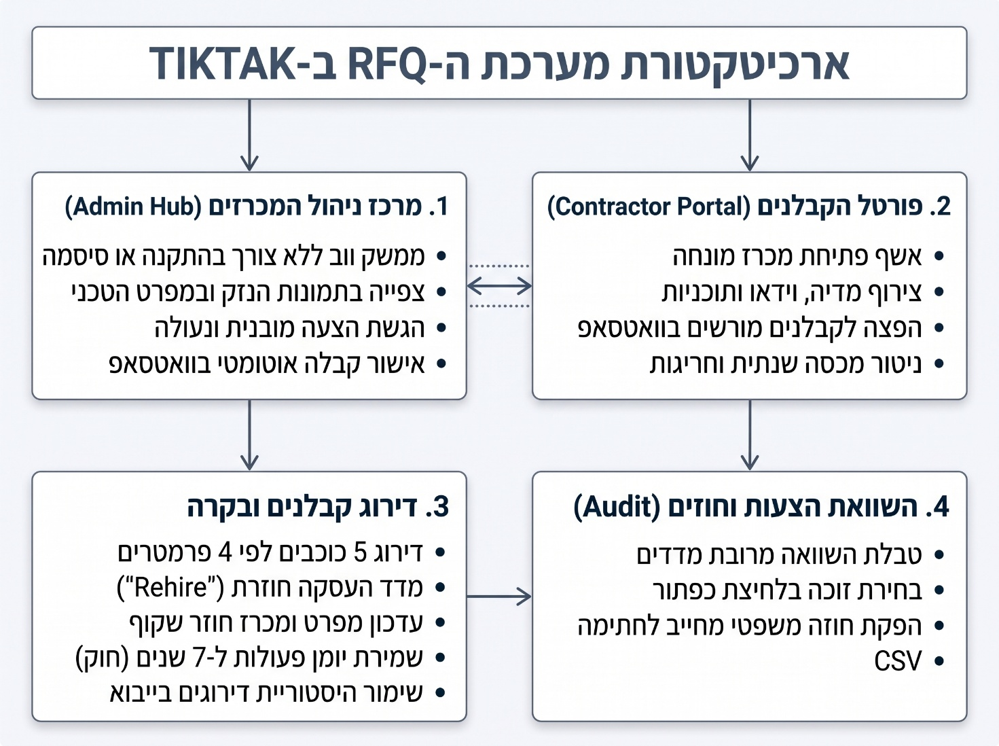 ארכיטקטורת מערכת ה-RFQ ב-TIKTAK
1. מרכז ניהול המכרזים (Admin Hub)
• ממשק ווב ללא צורך בהתקנה או סיסמה
• צפייה בתמונות הנזק ובמפרט הטכני
• הגשת הצעה מובנית ונעולה
• אישור קבלה אוטומטי בוואטסאפ
2. פורטל הקבלנים (Contractor Portal)
• אשף פתיחת מכרז מונחה
• צירוף מדיה, וידאו ותוכניות
• הפצה לקבלנים מורשים בוואטסאפ
• ניטור מכסה שנתית וחריגות
3. דירוג קבלנים ובקרה
• דירוג 5 כוכבים לפי 4 פרמטרים
• מדד העסקה חוזרת (“Rehire”)
• עדכון מפרט ומכרז חוזר שקוף
• שמירת יומן פעולות ל-7 שנים (חוק)
• שימור היסטוריית דירוגים בייבוא
4. השוואת הצעות וחוזים (Audit)
• טבלת השוואה מרובת מדדים
• בחירת זוכה בלחיצת כפתור
• הפקת חוזה משפטי מחייב לחתימה
• CSV